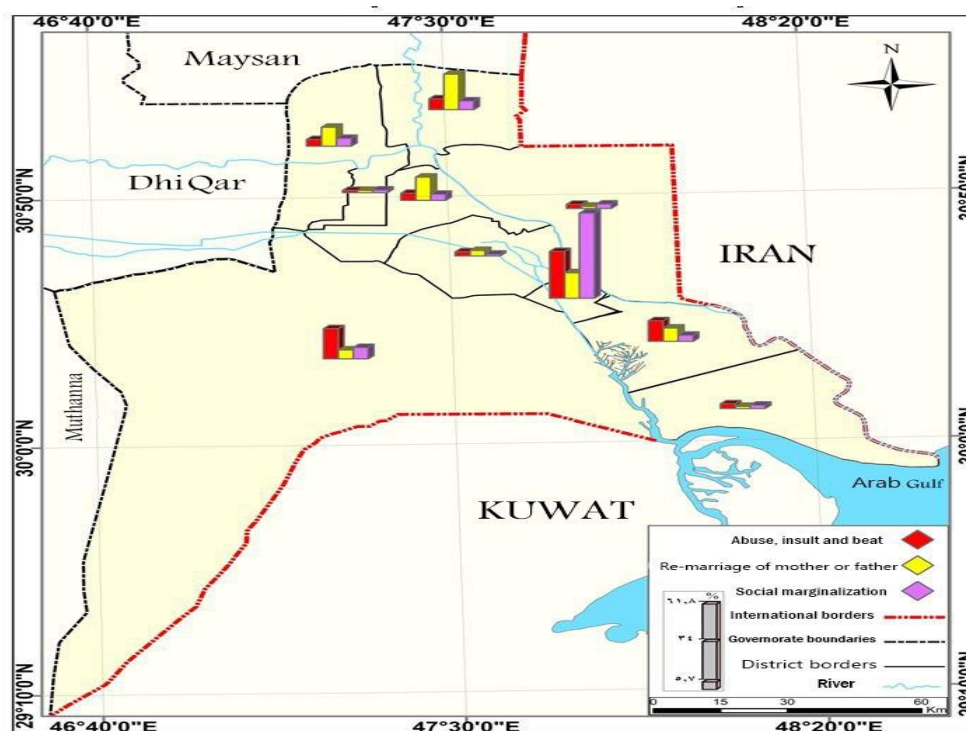 46°40'0"E 47°30'0"E 48°20'0"E
Maysan
N
Dhi Qar
30°50'0"N
IRAN
Muthanna
30°0'0"N
Arab Gulf
KUWAT
Abuse, insult and beat
Re-marriage of mother or father
Social marginalization
%
٦١,٨
٣٤
٥,٧
International borders
Governorate boundaries
District borders
River
29°10'0"N
0 15 30 60
Km
46°40'0"E 47°30'0"E 48°20'0"E